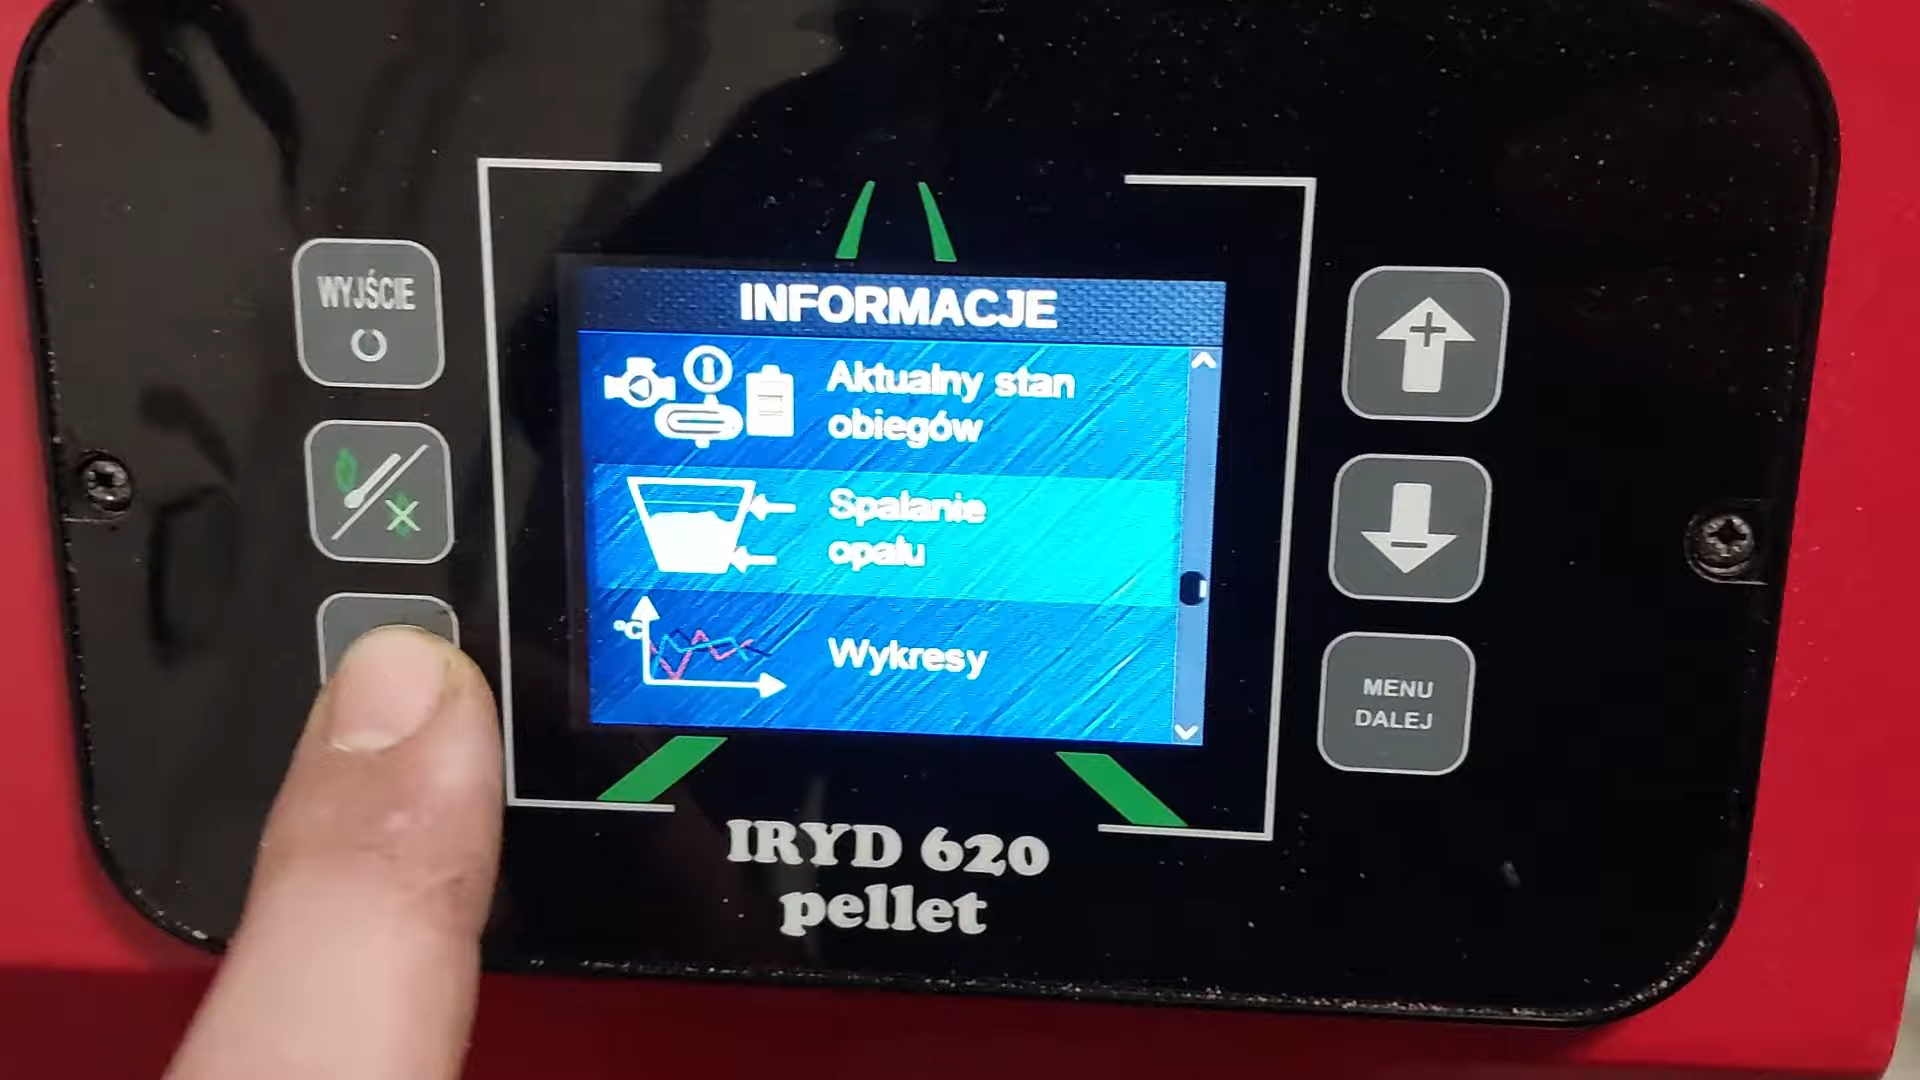 INFORMACJE
WYJŚCIE
Aktualny stan
obiegów
Spalanie
opału
°C
Wykresy
MENU
DALEJ
IRYD 620
pellet